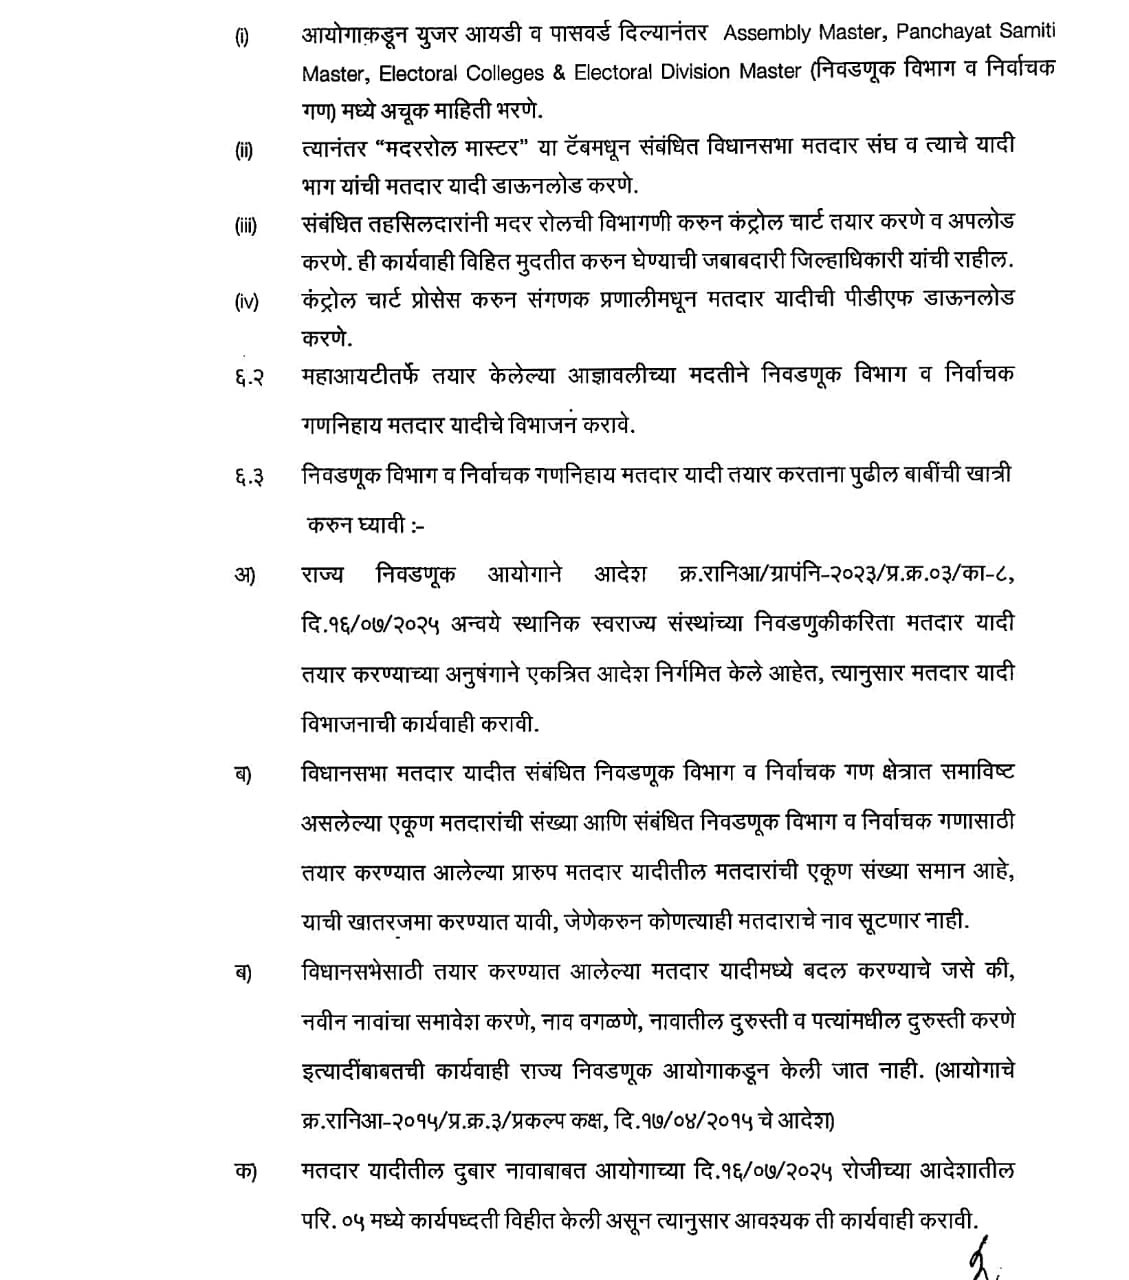 (i) आयोगाकडून युजर आयडी व पासवर्ड दिल्यानंतर Assembly Master, Panchayat Samiti
Master, Electoral Colleges & Electoral Division Master (निवडणूक विभाग व निर्वाचक
गण) मध्ये अचूक माहिती भरणे.
(ii) त्यानंतर “मदररोल मास्टर” या टॅबमधून संबंधित विधानसभा मतदार संघ व त्याचे यादी
भाग यांची मतदार यादी डाऊनलोड करणे.
(iii) संबंधित तहसिलदारांनी मदर रोलची विभागणी करुन कंट्रोल चार्ट तयार करणे व अपलोड
करणे. ही कार्यवाही विहित मुदतीत करुन घेण्याची जबाबदारी जिल्हाधिकारी यांची राहील.
(iv) कंट्रोल चार्ट प्रोसेस करुन संगणक प्रणालीमधून मतदार यादीची पीडीएफ डाऊनलोड
करणे.
६.२ महाआयटीतर्फे तयार केलेल्या आज्ञावलीच्या मदतीने निवडणूक विभाग व निर्वाचक
गणनिहाय मतदार यादीचे विभाजन करावे.
६.३ निवडणूक विभाग व निर्वाचक गणनिहाय मतदार यादी तयार करताना पुढील बाबींची खात्री
करुन घ्यावी :-
अ) राज्य निवडणूक आयोगाने आदेश क्र.रानिआ/ग्रापंनि-२०२३/प्र.क्र.०३/का-८,
दि.१६/०७/२०२५ अन्वये स्थानिक स्वराज्य संस्थांच्या निवडणुकीकरिता मतदार यादी
तयार करण्याच्या अनुषंगाने एकत्रित आदेश निर्गमित केले आहेत, त्यानुसार मतदार यादी
विभाजनाची कार्यवाही करावी.
ब) विधानसभा मतदार यादीत संबंधित निवडणूक विभाग व निर्वाचक गण क्षेत्रात समाविष्ट
असलेल्या एकूण मतदारांची संख्या आणि संबंधित निवडणूक विभाग व निर्वाचक गणासाठी
तयार करण्यात आलेल्या प्रारुप मतदार यादीतील मतदारांची एकूण संख्या समान आहे,
याची खातरजमा करण्यात यावी, जेणेकरुन कोणत्याही मतदाराचे नाव सूटणार नाही.
ब) विधानसभेसाठी तयार करण्यात आलेल्या मतदार यादीमध्ये बदल करण्याचे जसे की,
नवीन नावांचा समावेश करणे, नाव वगळणे, नावातील दुरुस्ती व पत्यांमधील दुरुस्ती करणे
इत्यादींबाबतची कार्यवाही राज्य निवडणूक आयोगाकडून केली जात नाही. (आयोगाचे
क्र.रानिआ-२०१५/प्र.क्र.३/प्रकल्प कक्ष, दि.१७/०४/२०१५ चे आदेश)
क) मतदार यादीतील दुबार नावाबाबत आयोगाच्या दि.१६/०७/२०२५ रोजीच्या आदेशातील
परि. ०५ मध्ये कार्यपध्दती विहीत केली असून त्यानुसार आवश्यक ती कार्यवाही करावी.